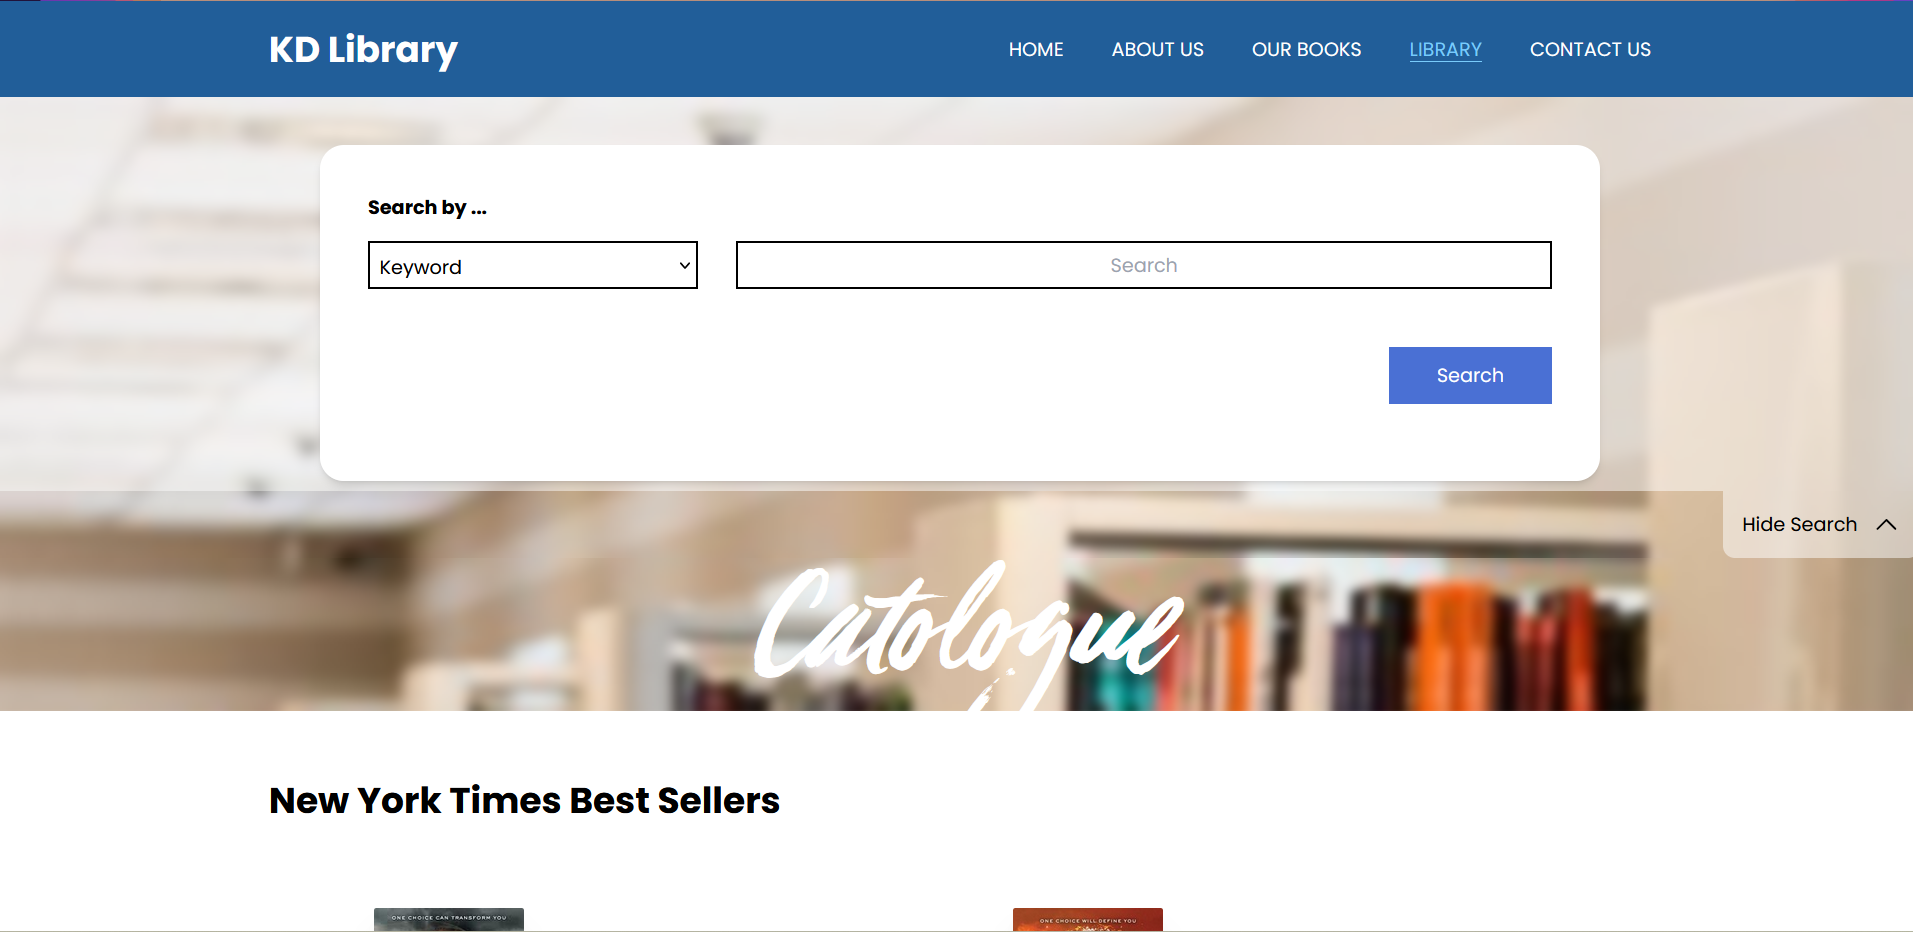 KD Library
HOME ABOUT US OUR BOOKS LIBRARY CONTACT US
Search by ...
Keyword
Search
Search
Hide Search
Catologue
New York Times Best Sellers
ONE CHOICE CAN TRANSFORM YOU
ONE CHOICE WILL DEFINE YOU